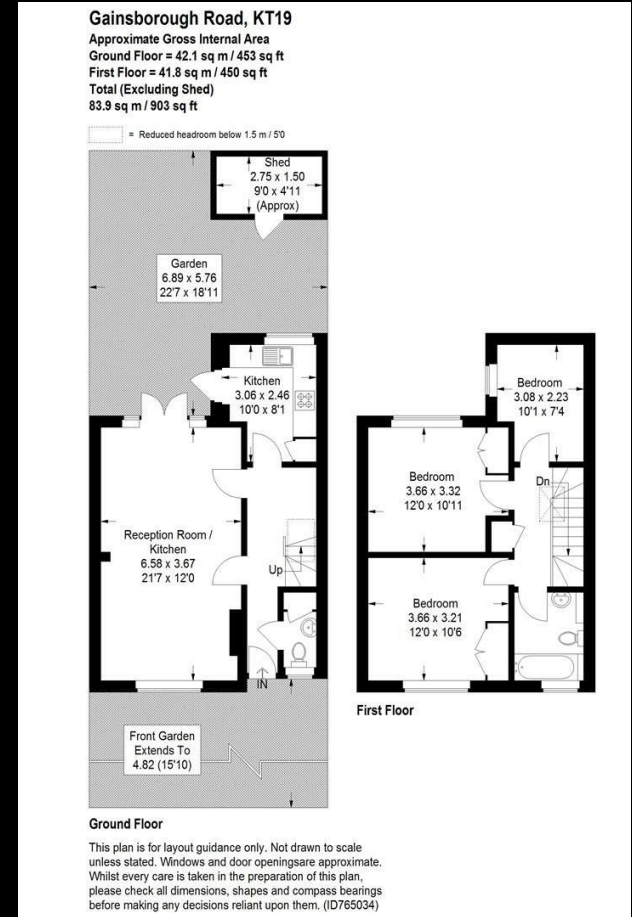 Gainsborough Road, KT19
Approximate Gross Internal Area
Ground Floor = 42.1 sq m / 453 sq ft
First Floor = 41.8 sq m / 450 sq ft
Total (Excluding Shed)
83.9 sq m / 903 sq ft
= Reduced headroom below 1.5 m / 5'0
Shed
2.75 x 1.50
9'0 x 4'11
(Approx)
Garden
6.89 x 5.76
22'7 x 18'11
Kitchen
3.06 x 2.46
10'0 x 8'1
Reception Room /
Kitchen
6.58 x 3.67
21'7 x 12'0
Up
IN
Front Garden
Extends To
4.82 (15'10)
Ground Floor
Bedroom
3.08 x 2.23
10'1 x 7'4
Bedroom
3.66 x 3.32
12'0 x 10'11
Dn
Bedroom
3.66 x 3.21
12'0 x 10'6
First Floor
This plan is for layout guidance only. Not drawn to scale
unless stated. Windows and door openingsare approximate.
Whilst every care is taken in the preparation of this plan,
please check all dimensions, shapes and compass bearings
before making any decisions reliant upon them. (ID765034)